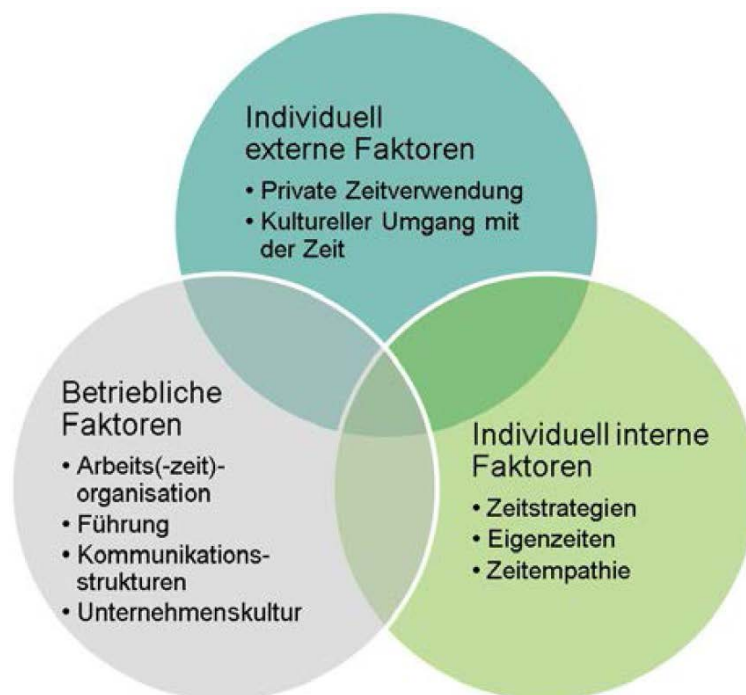 Individuell
externe Faktoren
• Private Zeitverwendung
• Kultureller Umgang mit
der Zeit
Betriebliche
Faktoren
• Arbeits(-zeit)-
organisation
• Führung
• Kommunikations-
strukturen
• Unternehmenskultur
Individuell interne
Faktoren
• Zeitstrategien
• Eigenzeiten
• Zeitempathie